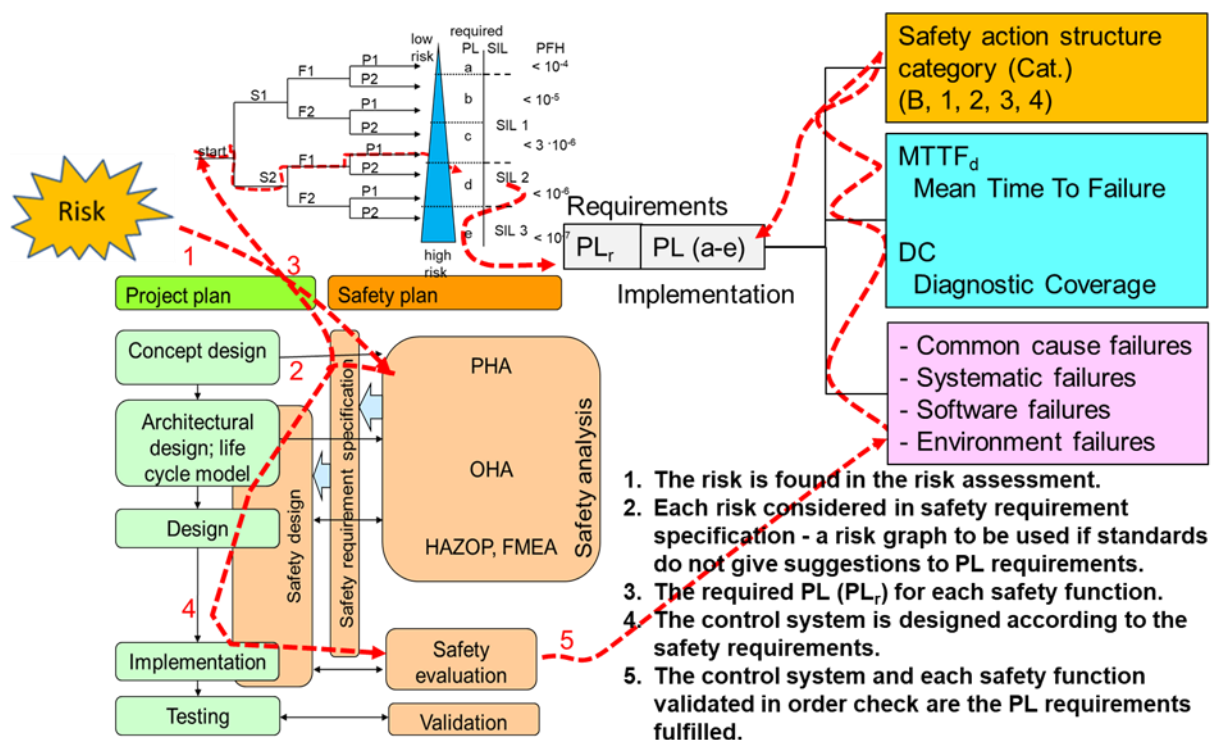 required
low risk
PL SIL PFH
a
< 10-4
b
< 10-5
SIL 1
c
< 3 ·10-6
SIL 2
d
< 10-6
SIL 3
e
< 10-7
high risk
start
S1
S2
F1
F2
F1
F2
P1
P2
P1
P2
P1
P2
P1
P2
Risk
1
3
Project plan
Safety plan
Concept design
2
Architectural
design; life
cycle model
Design
4
Implementation
Testing
Safety design
Safety requirement specification
PHA
OHA
HAZOP, FMEA
Safety analysis
Safety
evaluation
5
Validation
Requirements
PLr
PL (a-e)
Implementation
Safety action structure
category (Cat.)
(B, 1, 2, 3, 4)
MTTFd
Mean Time To Failure
DC
Diagnostic Coverage
- Common cause failures
- Systematic failures
- Software failures
- Environment failures
1. The risk is found in the risk assessment.
2. Each risk considered in safety requirement
specification - a risk graph to be used if standards
do not give suggestions to PL requirements.
3. The required PL (PLr) for each safety function.
4. The control system is designed according to the
safety requirements.
5. The control system and each safety function
validated in order check are the PL requirements
fulfilled.